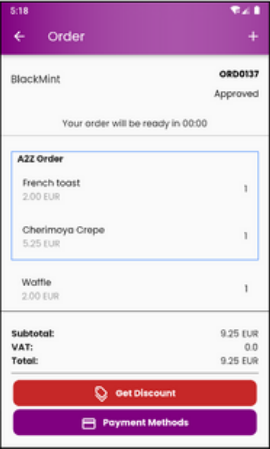 5:18
Order
BlackMint
ORD0137
Approved
Your order will be ready in 00:00
A2Z Order
French toast
1
2.00 EUR
Cherimoya Crepe
1
5.25 EUR
Waffle
1
2.00 EUR
Subtotal: 9.25 EUR
VAT: 0.0
Total: 9.25 EUR
Get Discount
Payment Methods